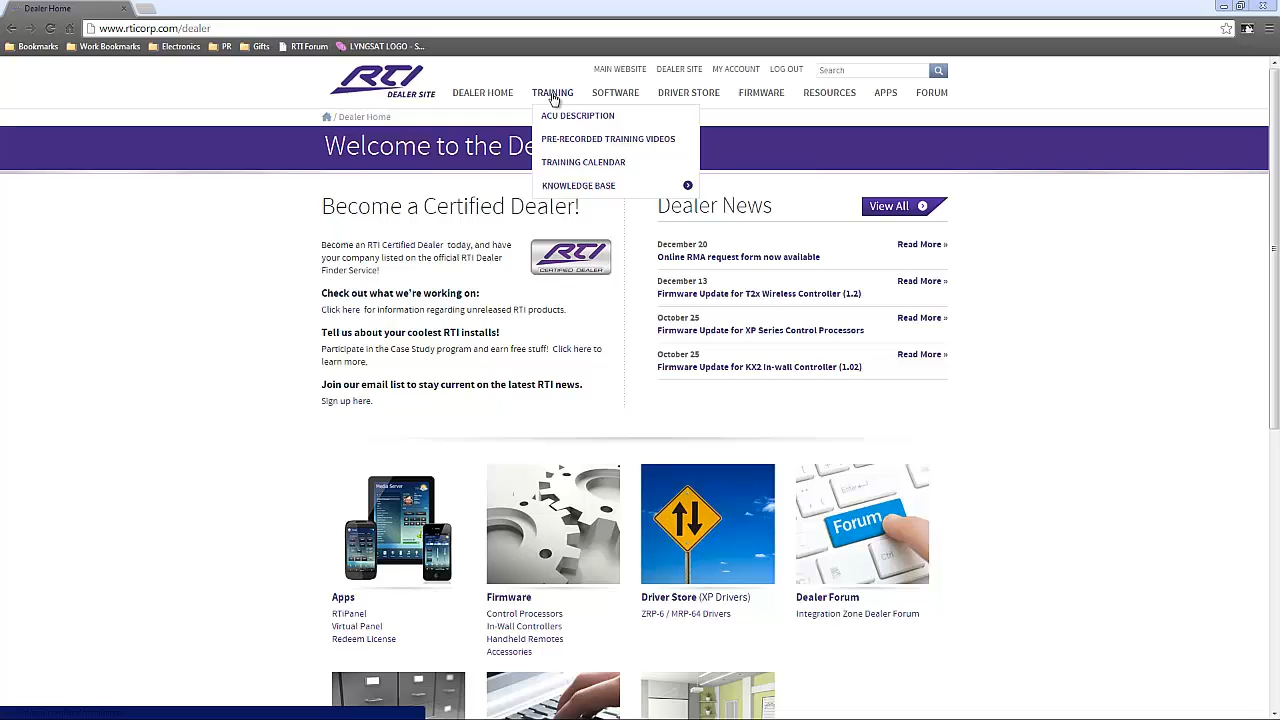 Dealer Home
www.rticorp.com/dealer
Bookmarks Work Bookmarks Electronics PR Gifts RTI Forum LYNGSAT LOGO - S...
RTI
DEALER SITE
MAIN WEBSITE DEALER SITE MY ACCOUNT LOG OUT Search
DEALER HOME TRAINING SOFTWARE DRIVER STORE FIRMWARE RESOURCES APPS FORUM
ACU DESCRIPTION
PRE-RECORDED TRAINING VIDEOS
TRAINING CALENDAR
KNOWLEDGE BASE
/ Dealer Home
Welcome to the De
Become a Certified Dealer!
Become an RTI Certified Dealer today, and have
your company listed on the official RTI Dealer
Finder Service!
RTI
CERTIFIED DEALER
Check out what we're working on:
Click here for information regarding unreleased RTI products.
Tell us about your coolest RTI installs!
Participate in the Case Study program and earn free stuff! Click here to
learn more.
Join our email list to stay current on the latest RTI news.
Sign up here.
Dealer News
View All
December 20 Read More »
Online RMA request form now available
December 13 Read More »
Firmware Update for T2x Wireless Controller (1.2)
October 25 Read More »
Firmware Update for XP Series Control Processors
October 25 Read More »
Firmware Update for KX2 In-wall Controller (1.02)
Media Server
Enter
Forum
Ctrl
Apps
RTiPanel
Virtual Panel
Redeem License
Firmware
Control Processors
In-Wall Controllers
Handheld Remotes
Accessories
Driver Store (XP Drivers)
ZRP-6 / MRP-64 Drivers
Dealer Forum
Integration Zone Dealer Forum